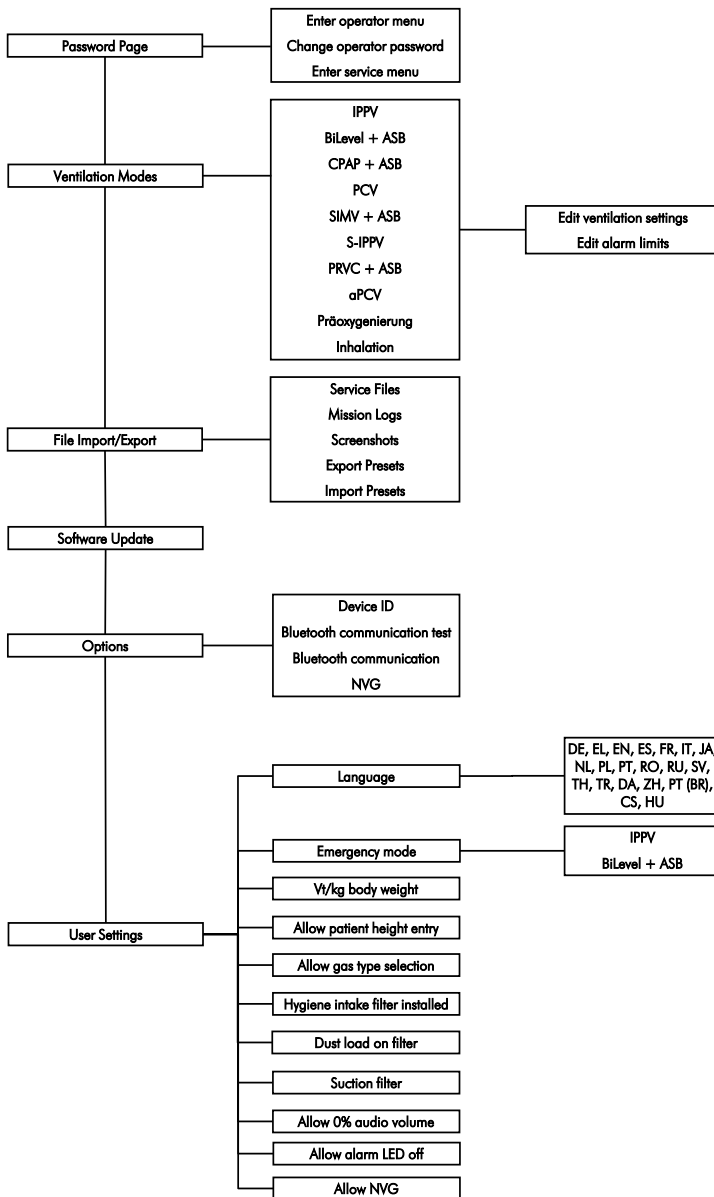 Enter operator menu
Password Page
Change operator password
Enter service menu
IPPV
BiLevel + ASB
CPAP + ASB
Ventilation Modes
PCV
SIMV + ASB
S-IPPV
PRVC + ASB
aPCV
Präoxygenierung
Inhalation
Edit ventilation settings
Edit alarm limits
Service Files
Mission Logs
File Import/Export
Screenshots
Export Presets
Import Presets
Software Update
Device ID
Bluetooth communication test
Options
Bluetooth communication
NVG
Language
DE, EL, EN, ES, FR, IT, JA,
NL, PL, PT, RO, RU, SV,
TH, TR, DA, ZH, PT (BR),
CS, HU
Emergency mode
IPPV
BiLevel + ASB
Vt/kg body weight
User Settings
Allow patient height entry
Allow gas type selection
Hygiene intake filter installed
Dust load on filter
Suction filter
Allow 0% audio volume
Allow alarm LED off
Allow NVG